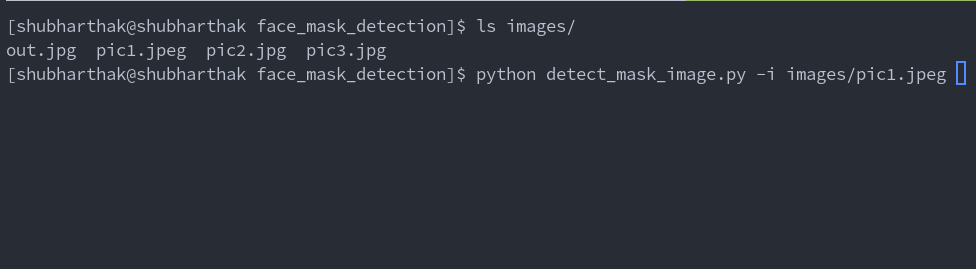 [shubharthak@shubharthak face_mask_detection]$ ls images/
out.jpg  pic1.jpeg  pic2.jpg  pic3.jpg
[shubharthak@shubharthak face_mask_detection]$ python detect_mask_image.py -i images/pic1.jpeg